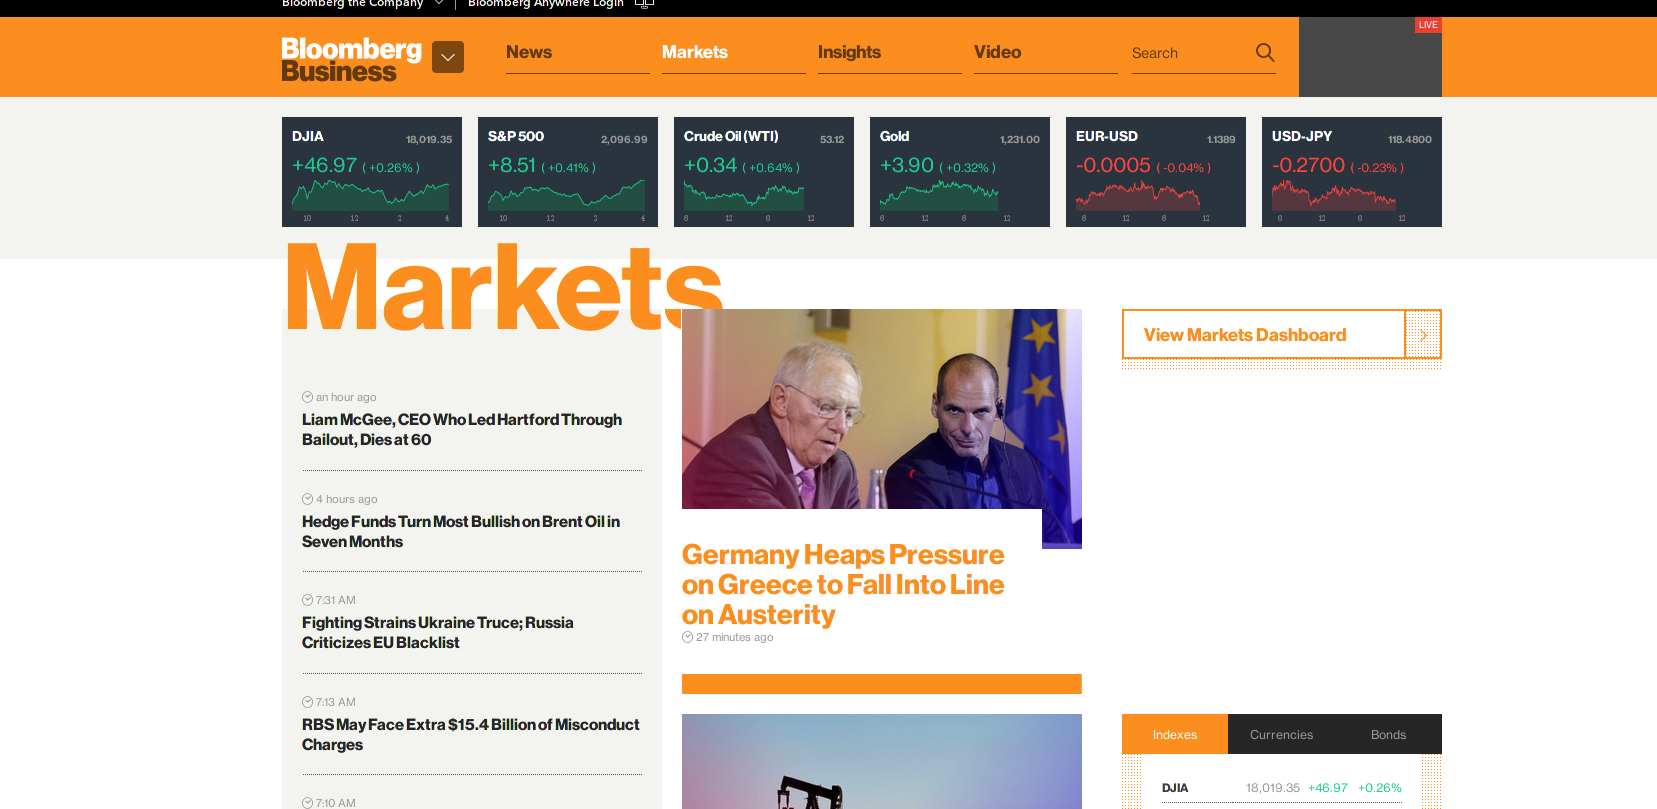 Bloomberg the Company
Bloomberg Anywhere Login
LIVE
Bloomberg
Business
News
Markets
Insights
Video
Search
DJIA
18,019.35
+46.97 ( +0.26% )
10 12 2 4
S&P 500
2,096.99
+8.51 ( +0.41% )
10 12 2 4
Crude Oil (WTI)
53.12
+0.34 ( +0.64% )
6 12 6 12
Gold
1,231.00
+3.90 ( +0.32% )
6 12 6 12
EUR-USD
1.1389
-0.0005 ( -0.04% )
6 12 6 12
USD-JPY
118.4800
-0.2700 ( -0.23% )
6 12 6 12
Markets
an hour ago
Liam McGee, CEO Who Led Hartford Through
Bailout, Dies at 60
4 hours ago
Hedge Funds Turn Most Bullish on Brent Oil in
Seven Months
7:31 AM
Fighting Strains Ukraine Truce; Russia
Criticizes EU Blacklist
7:13 AM
RBS May Face Extra $15.4 Billion of Misconduct
Charges
7:10 AM
Germany Heaps Pressure
on Greece to Fall Into Line
on Austerity
27 minutes ago
View Markets Dashboard
Indexes
Currencies
Bonds
DJIA 18,019.35 +46.97 +0.26%